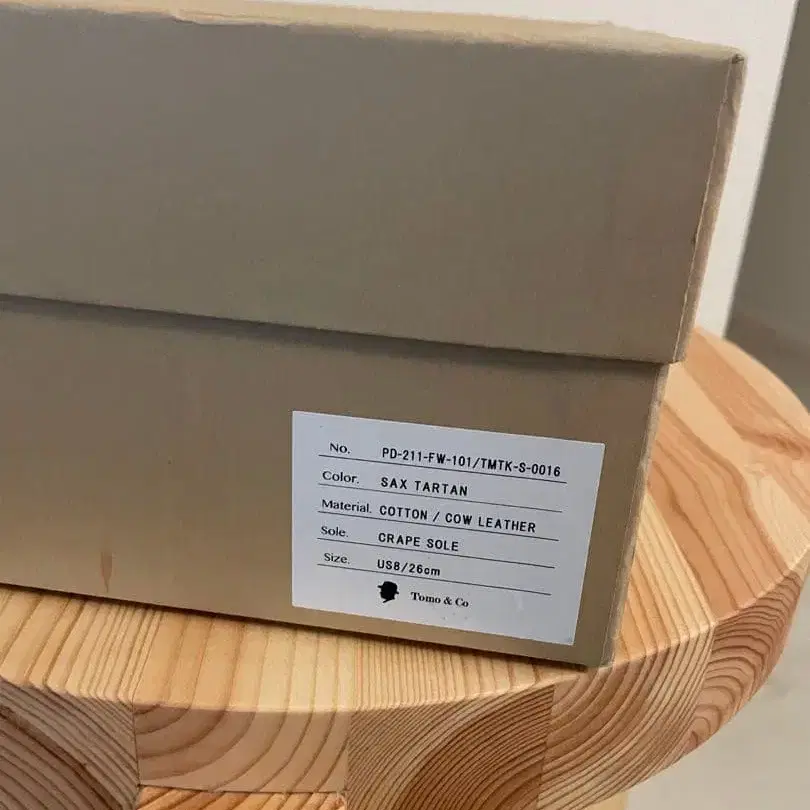 No. PD-211-FW-101/TMTK-S-0016
Color. SAX TARTAN
Material. COTTON / COW LEATHER
Sole. CRAPE SOLE
Size. US8/26cm
Tomo & Co